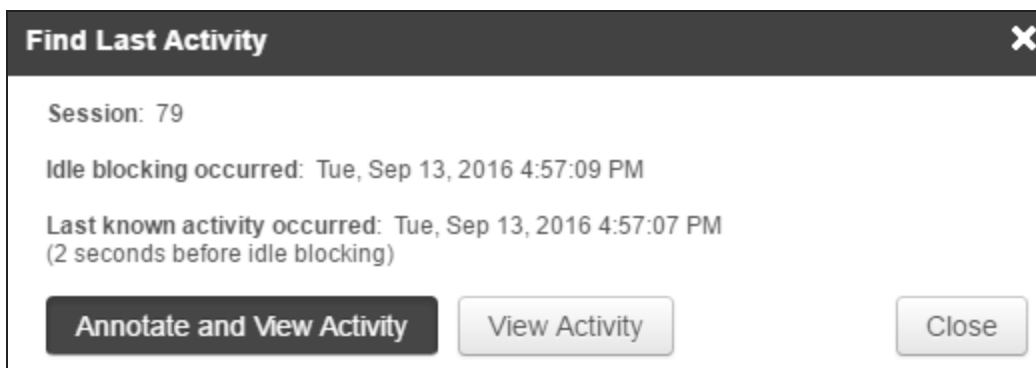 Find Last Activity
Session: 79
Idle blocking occurred: Tue, Sep 13, 2016 4:57:09 PM
Last known activity occurred: Tue, Sep 13, 2016 4:57:07 PM
(2 seconds before idle blocking)
Annotate and View Activity View Activity Close